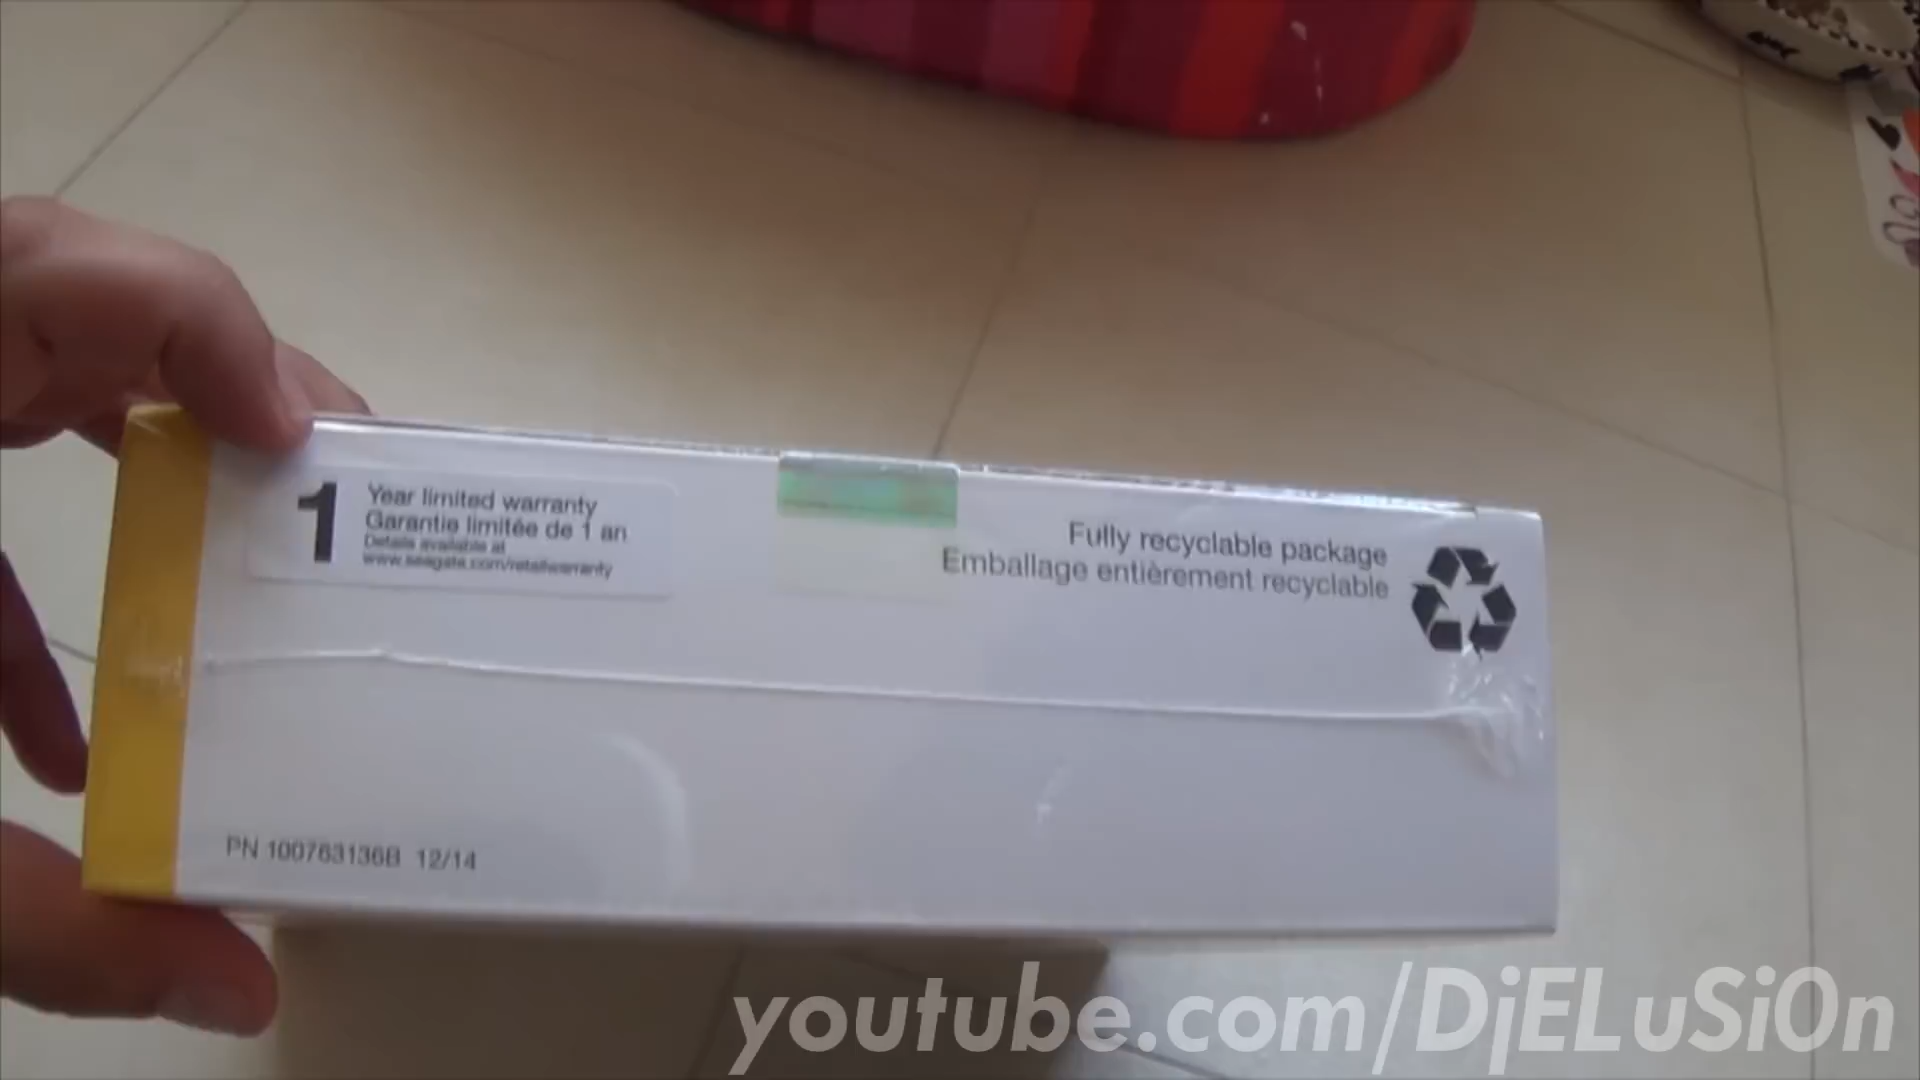 1
Year limited warranty
Garantie limitée de 1 an
Details available at
www.seagate.com/retailwarranty
Fully recyclable package
Emballage entièrement recyclable
PN 100763136B 12/14
youtube.com/DjELuSi0n